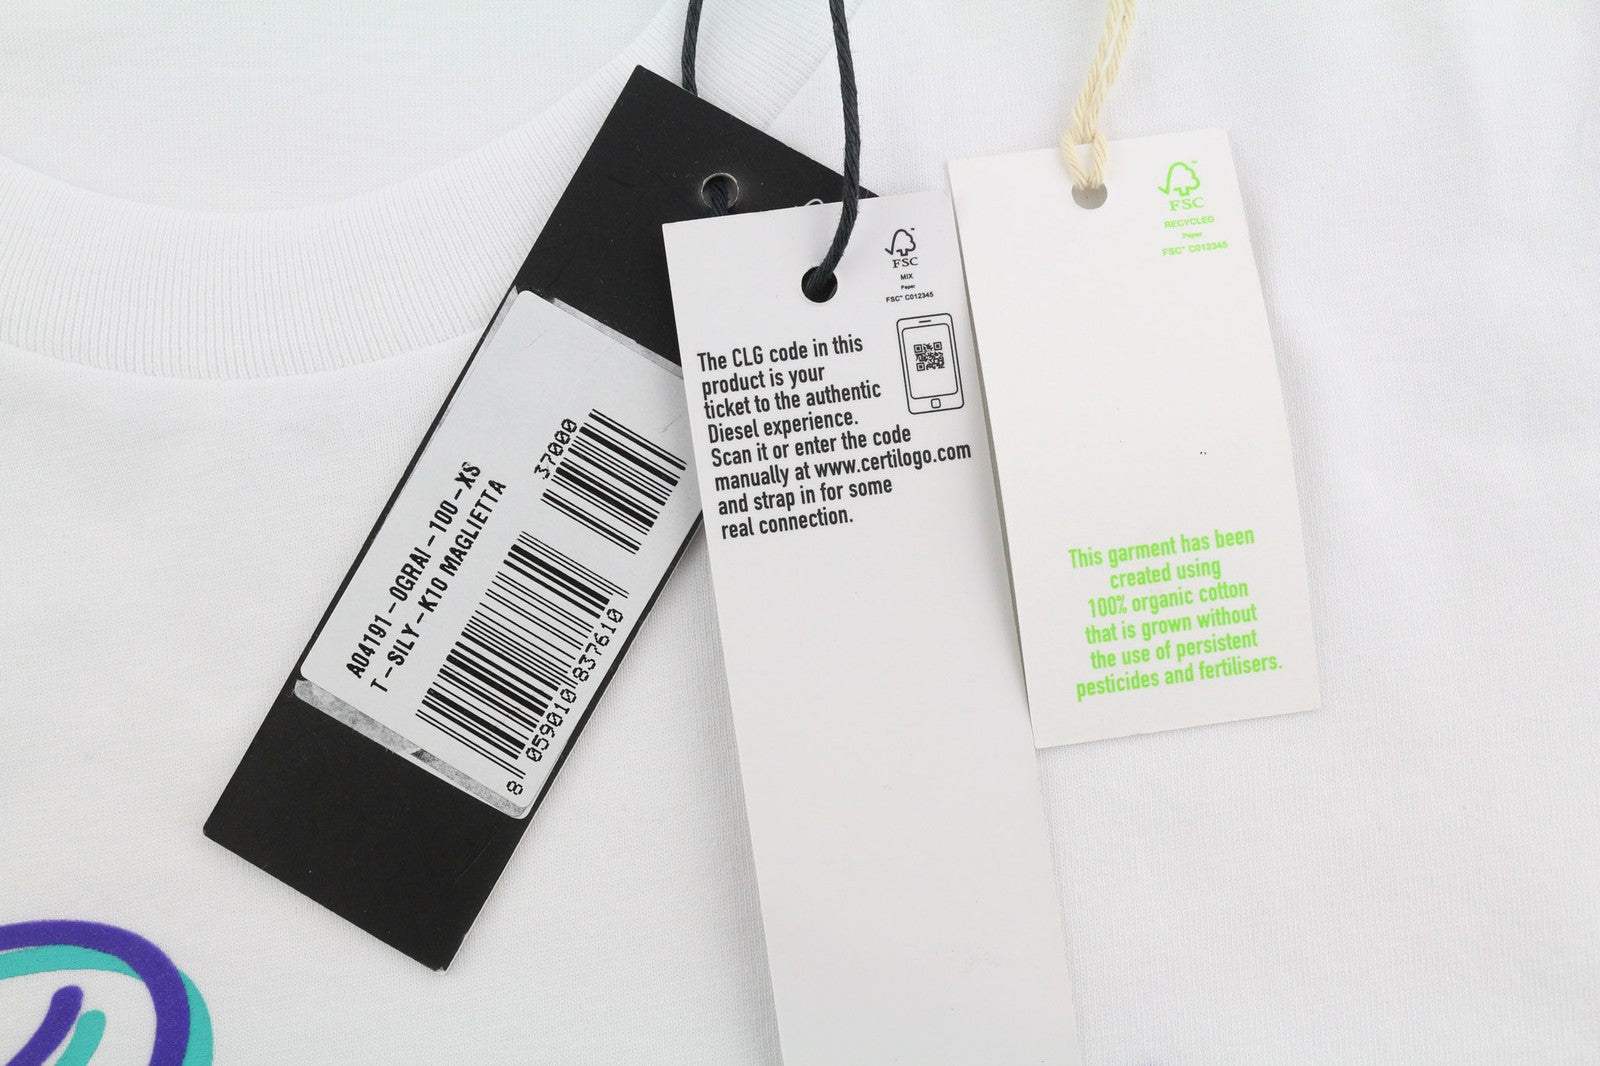 A04191-0GRAI-100-XS
T-SILY-K10 MAGLIETTA
37000
8 059010 837610
FSC
MIX
Paper
FSC™ C012345
The CLG code in this
product is your
ticket to the authentic
Diesel experience.
Scan it or enter the code
manually at www.certilogo.com
and strap in for some
real connection.
™
FSC
RECYCLED
Paper
FSC™ C012345
This garment has been
created using
100% organic cotton
that is grown without
the use of persistent
pesticides and fertilisers.